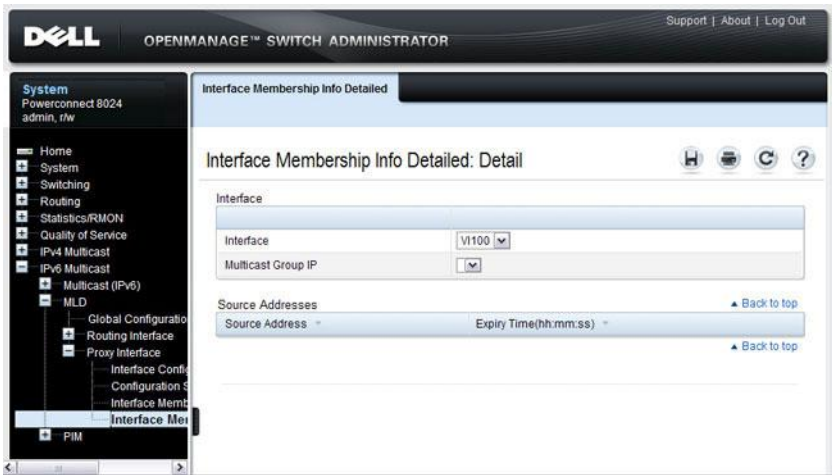 Support | About | Log Out
DELL
OPENMANAGE™ SWITCH ADMINISTRATOR
System
Powerconnect 8024
admin, r/w
Home
System
Switching
Routing
Statistics/RMON
Quality of Service
IPv4 Multicast
IPv6 Multicast
Multicast (IPv6)
MLD
Global Configuratio
Routing Interface
Proxy Interface
Interface Config
Configuration S
Interface Memb
Interface Mem
PIM
Interface Membership Info Detailed
Interface Membership Info Detailed: Detail
Interface
Interface VI100
Multicast Group IP
Source Addresses
Back to top
Source Address Expiry Time(hh:mm:ss)
Back to top